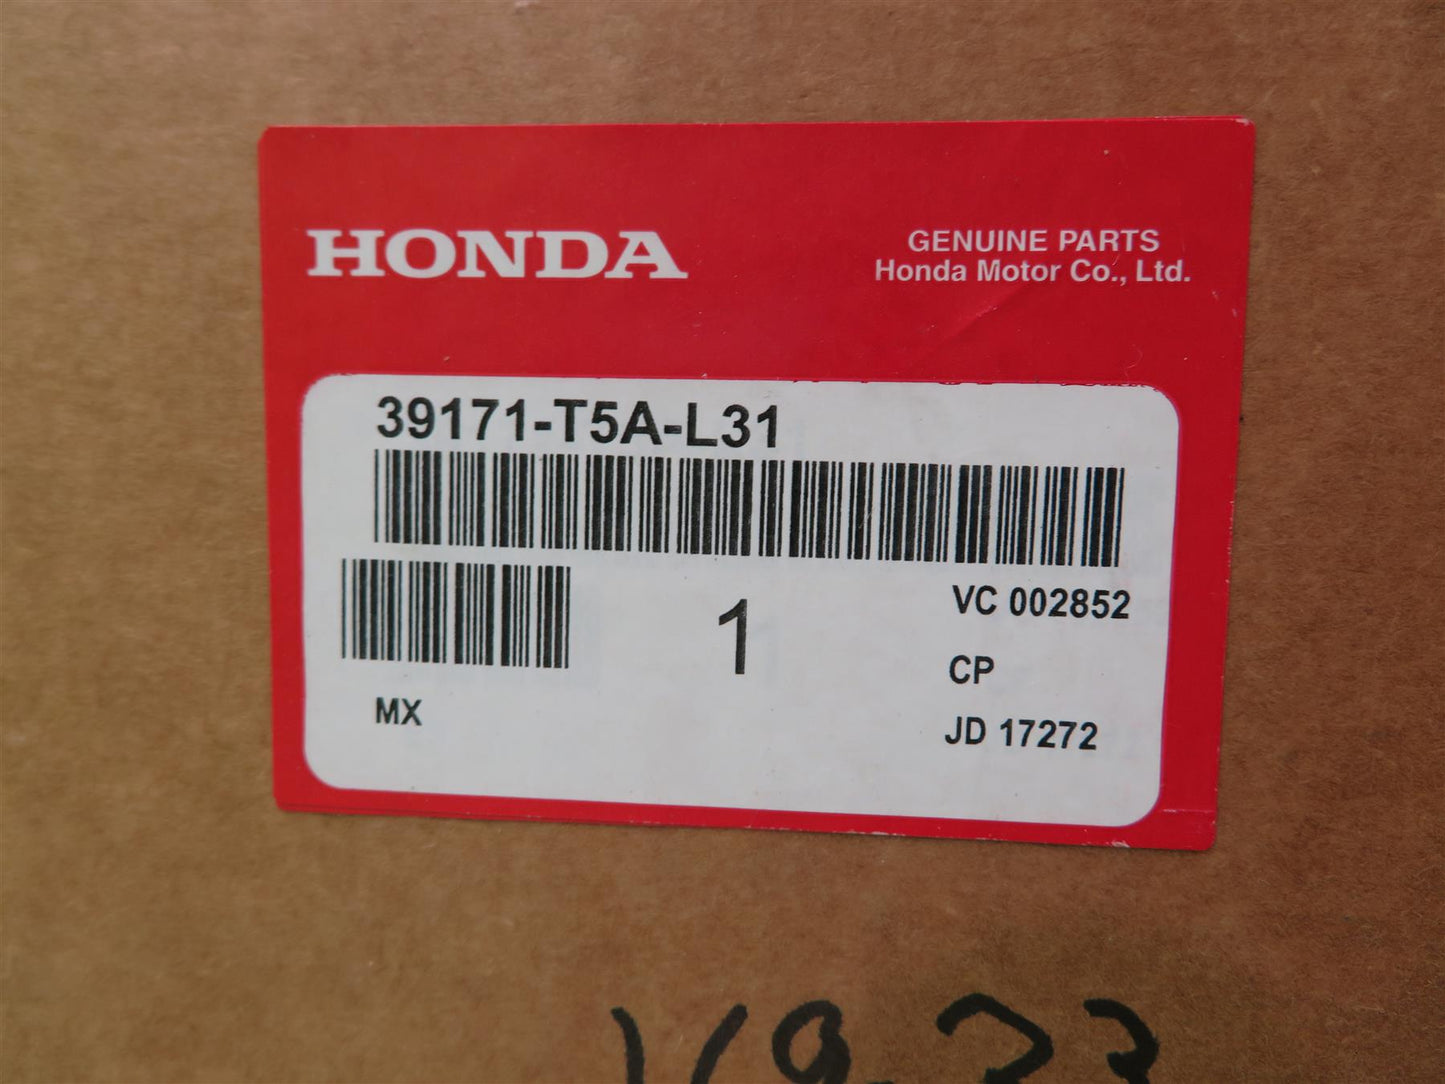 HONDA
GENUINE PARTS
Honda Motor Co., Ltd.
39171-T5A-L31
1
VC 002852
CP
MX
JD 17272